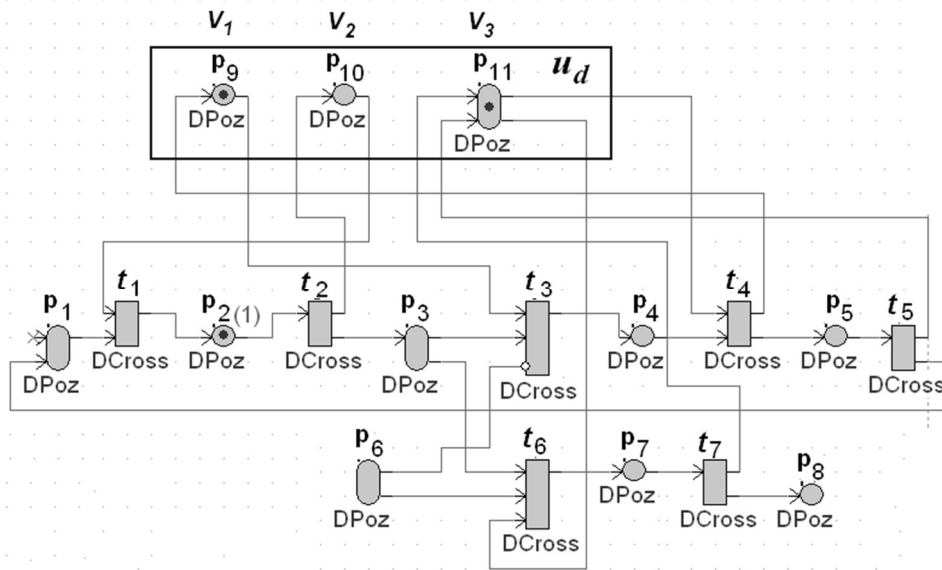 V1 V2 V3
p9 p10 p11 ud
DPoz DPoz DPoz
p1 t1 p2(1) t2 p3 t3 p4 t4 p5 t5
DPoz DCross DPoz DCross DPoz DCross DPoz DCross DPoz DCross
p6 t6 p7 t7 p8
DPoz DCross DPoz DCross DPoz